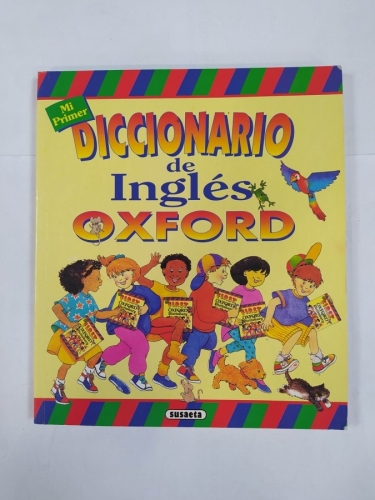 Mi
Primer
DICCIONARIO
de
Inglés
OXFORD
susaeta